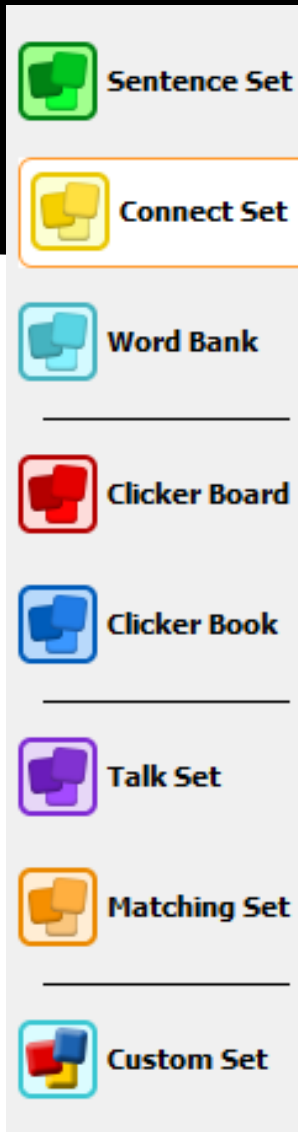 Sentence Set
Connect Set
Word Bank
Clicker Board
Clicker Book
Talk Set
Matching Set
Custom Set